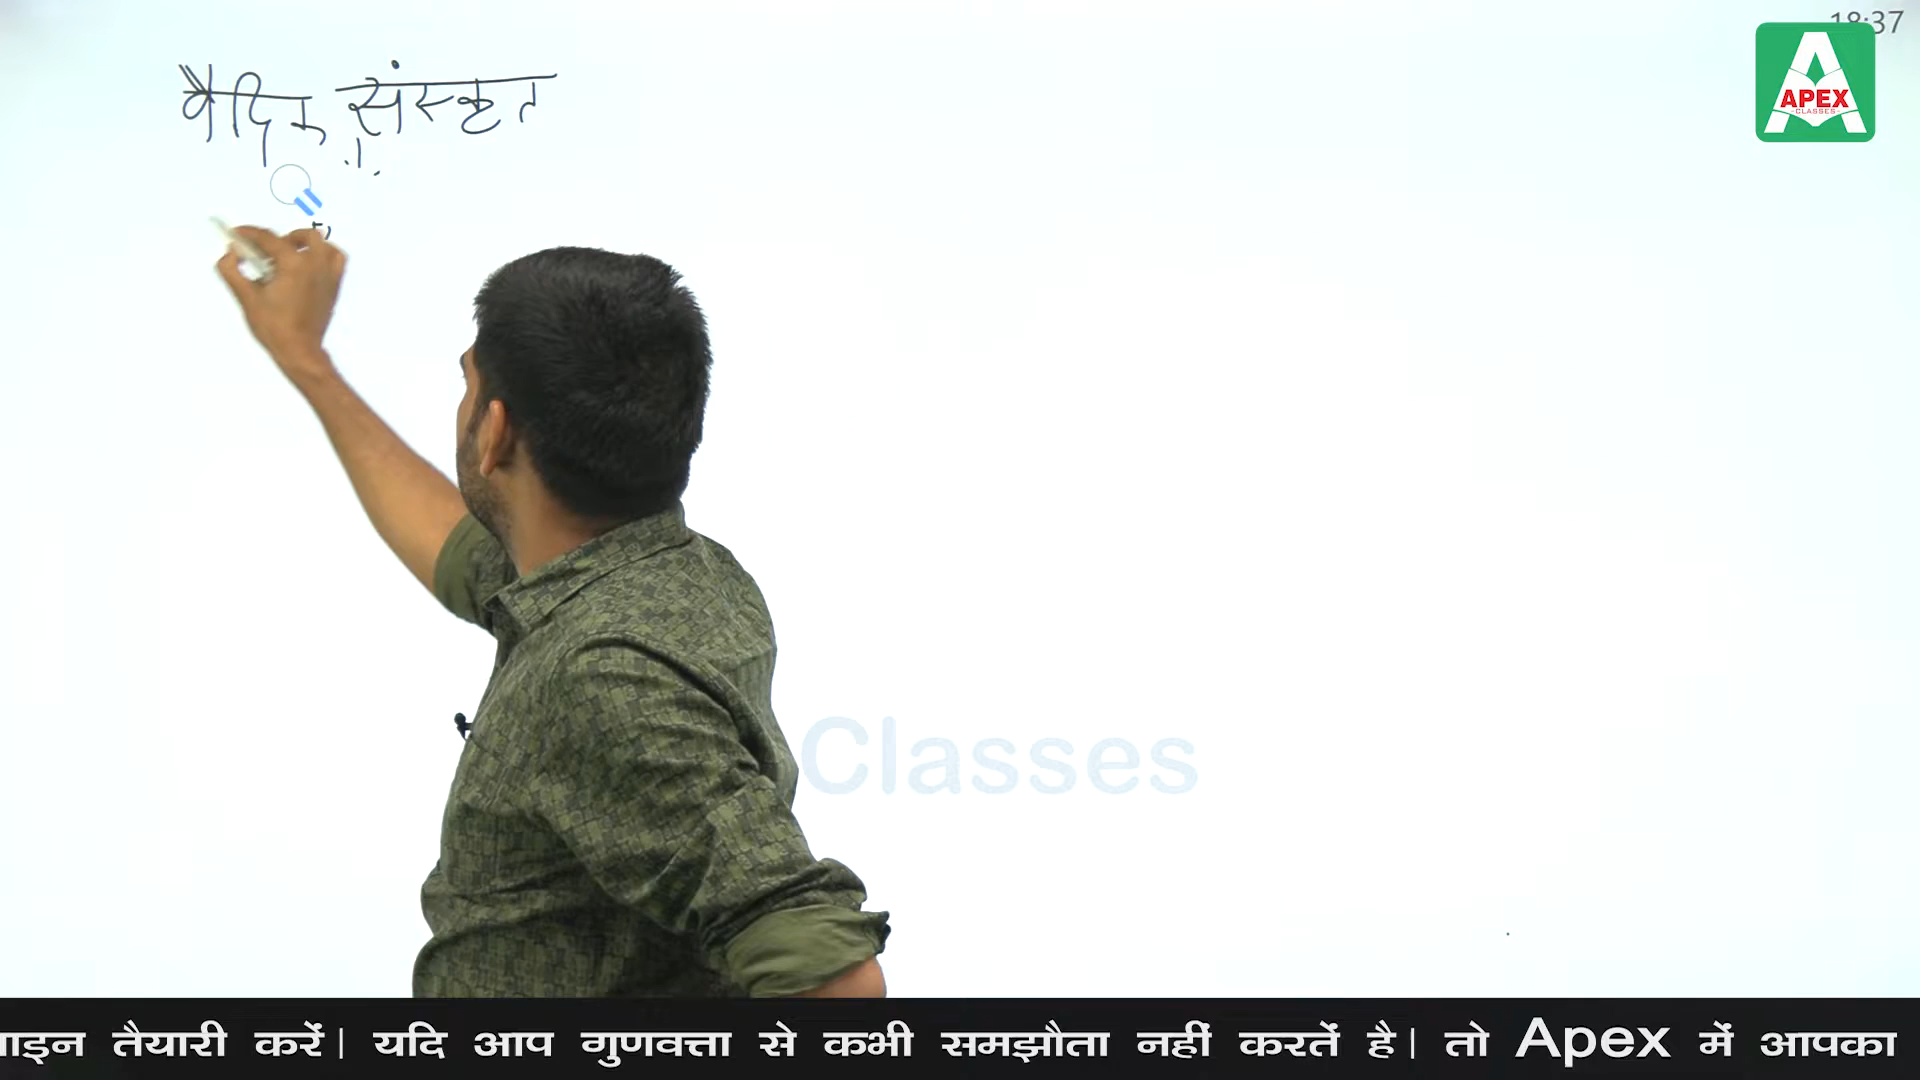 18:37
वैदिक संस्कृत
APEX
CLASSES
Classes
ाइन तैयारी करें| यदि आप गुणवत्ता से कभी समझौता नहीं करतें है| तो Apex में आपका